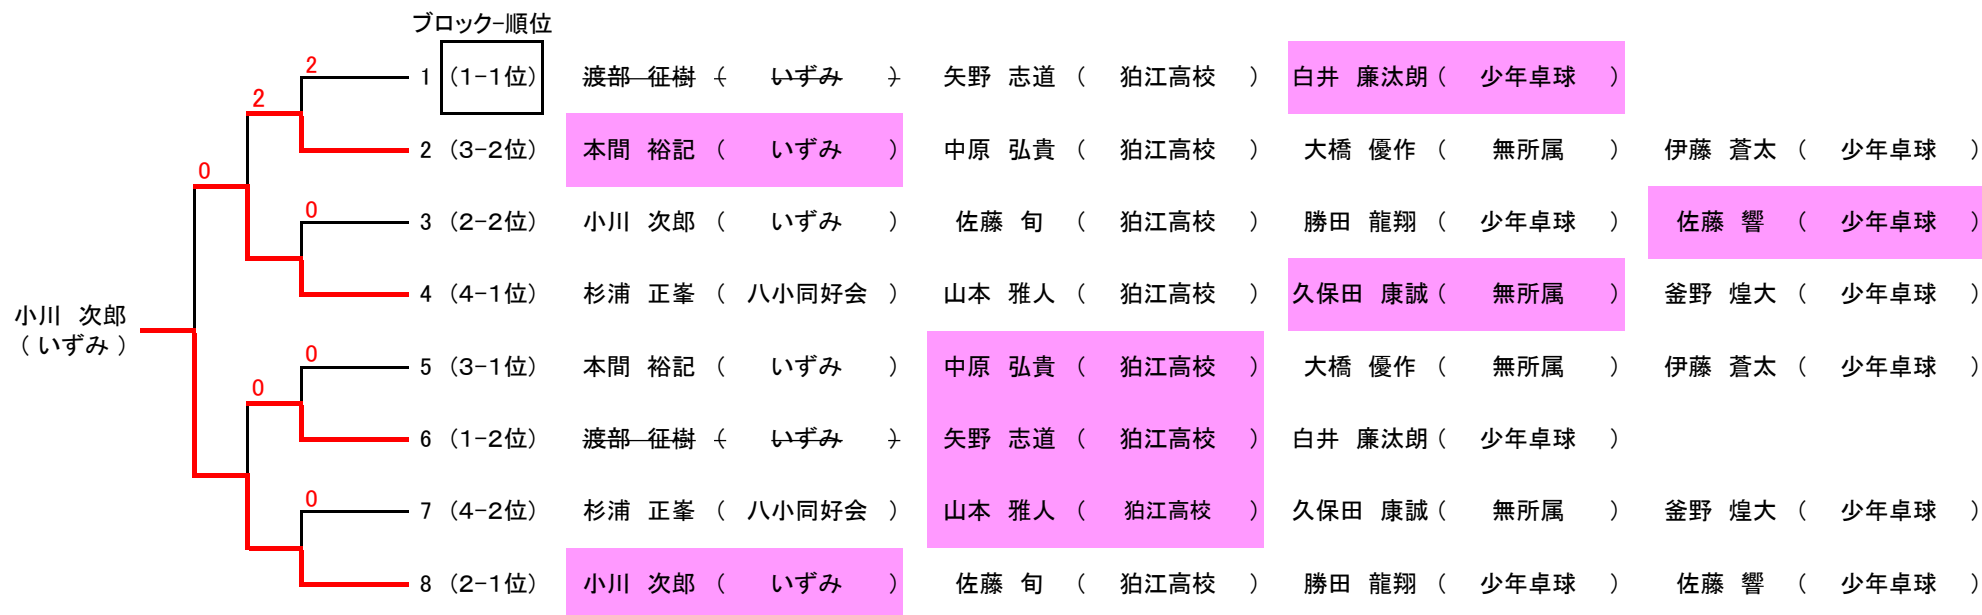 ブロック-順位
2
1 (1-1位) 渡部 征樹 ( いずみ ) 矢野 志道 ( 狛江高校 ) 白井 廉汰朗 ( 少年卓球 )
2
2 (3-2位) 本間 裕記 ( いずみ ) 中原 弘貴 ( 狛江高校 ) 大橋 優作 ( 無所属 ) 伊藤 蒼太 ( 少年卓球 )
0
0
3 (2-2位) 小川 次郎 ( いずみ ) 佐藤 旬 ( 狛江高校 ) 勝田 龍翔 ( 少年卓球 ) 佐藤 響 ( 少年卓球 )
4 (4-1位) 杉浦 正峯 ( 八小同好会 ) 山本 雅人 ( 狛江高校 ) 久保田 康誠 ( 無所属 ) 釜野 煌大 ( 少年卓球 )
小川 次郎
( いずみ )
0
5 (3-1位) 本間 裕記 ( いずみ ) 中原 弘貴 ( 狛江高校 ) 大橋 優作 ( 無所属 ) 伊藤 蒼太 ( 少年卓球 )
0
6 (1-2位) 渡部 征樹 ( いずみ ) 矢野 志道 ( 狛江高校 ) 白井 廉汰朗 ( 少年卓球 )
0
7 (4-2位) 杉浦 正峯 ( 八小同好会 ) 山本 雅人 ( 狛江高校 ) 久保田 康誠 ( 無所属 ) 釜野 煌大 ( 少年卓球 )
8 (2-1位) 小川 次郎 ( いずみ ) 佐藤 旬 ( 狛江高校 ) 勝田 龍翔 ( 少年卓球 ) 佐藤 響 ( 少年卓球 )